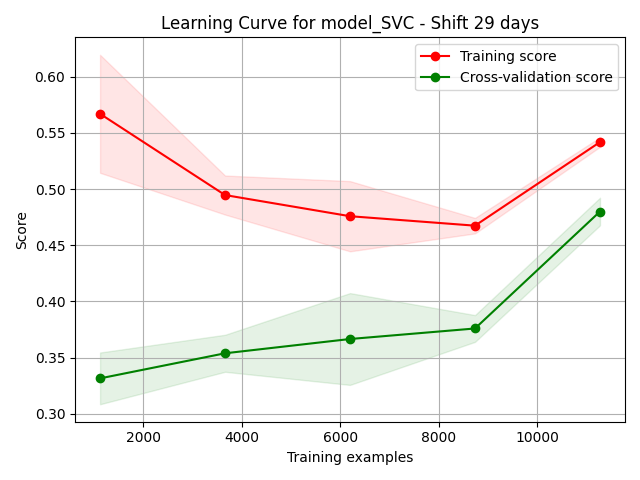 Learning Curve for model_SVC - Shift 29 days
Training score
Cross-validation score
0.60
0.55
0.50
0.45
0.40
0.35
0.30
Score
2000 4000 6000 8000 10000
Training examples